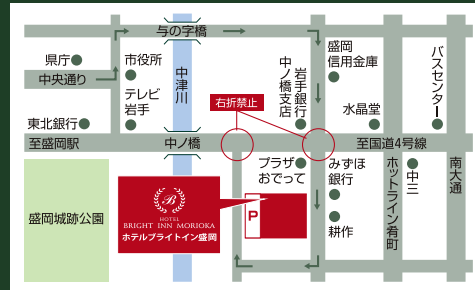 与の字橋
県庁
市役所
中央通り
中津川
テレビ
岩手
東北銀行
至盛岡駅
中ノ橋
右折禁止
岩手銀行
中ノ橋支店
盛岡
信用金庫
水晶堂
バスセンター
至国道4号線
プラザ
おでって
みずほ
銀行
耕作
ホットライン肴町
中三
南大通
盛岡城跡公園
B
HOTEL
BRIGHT INN MORIOKA
ホテルブライトイン盛岡
P